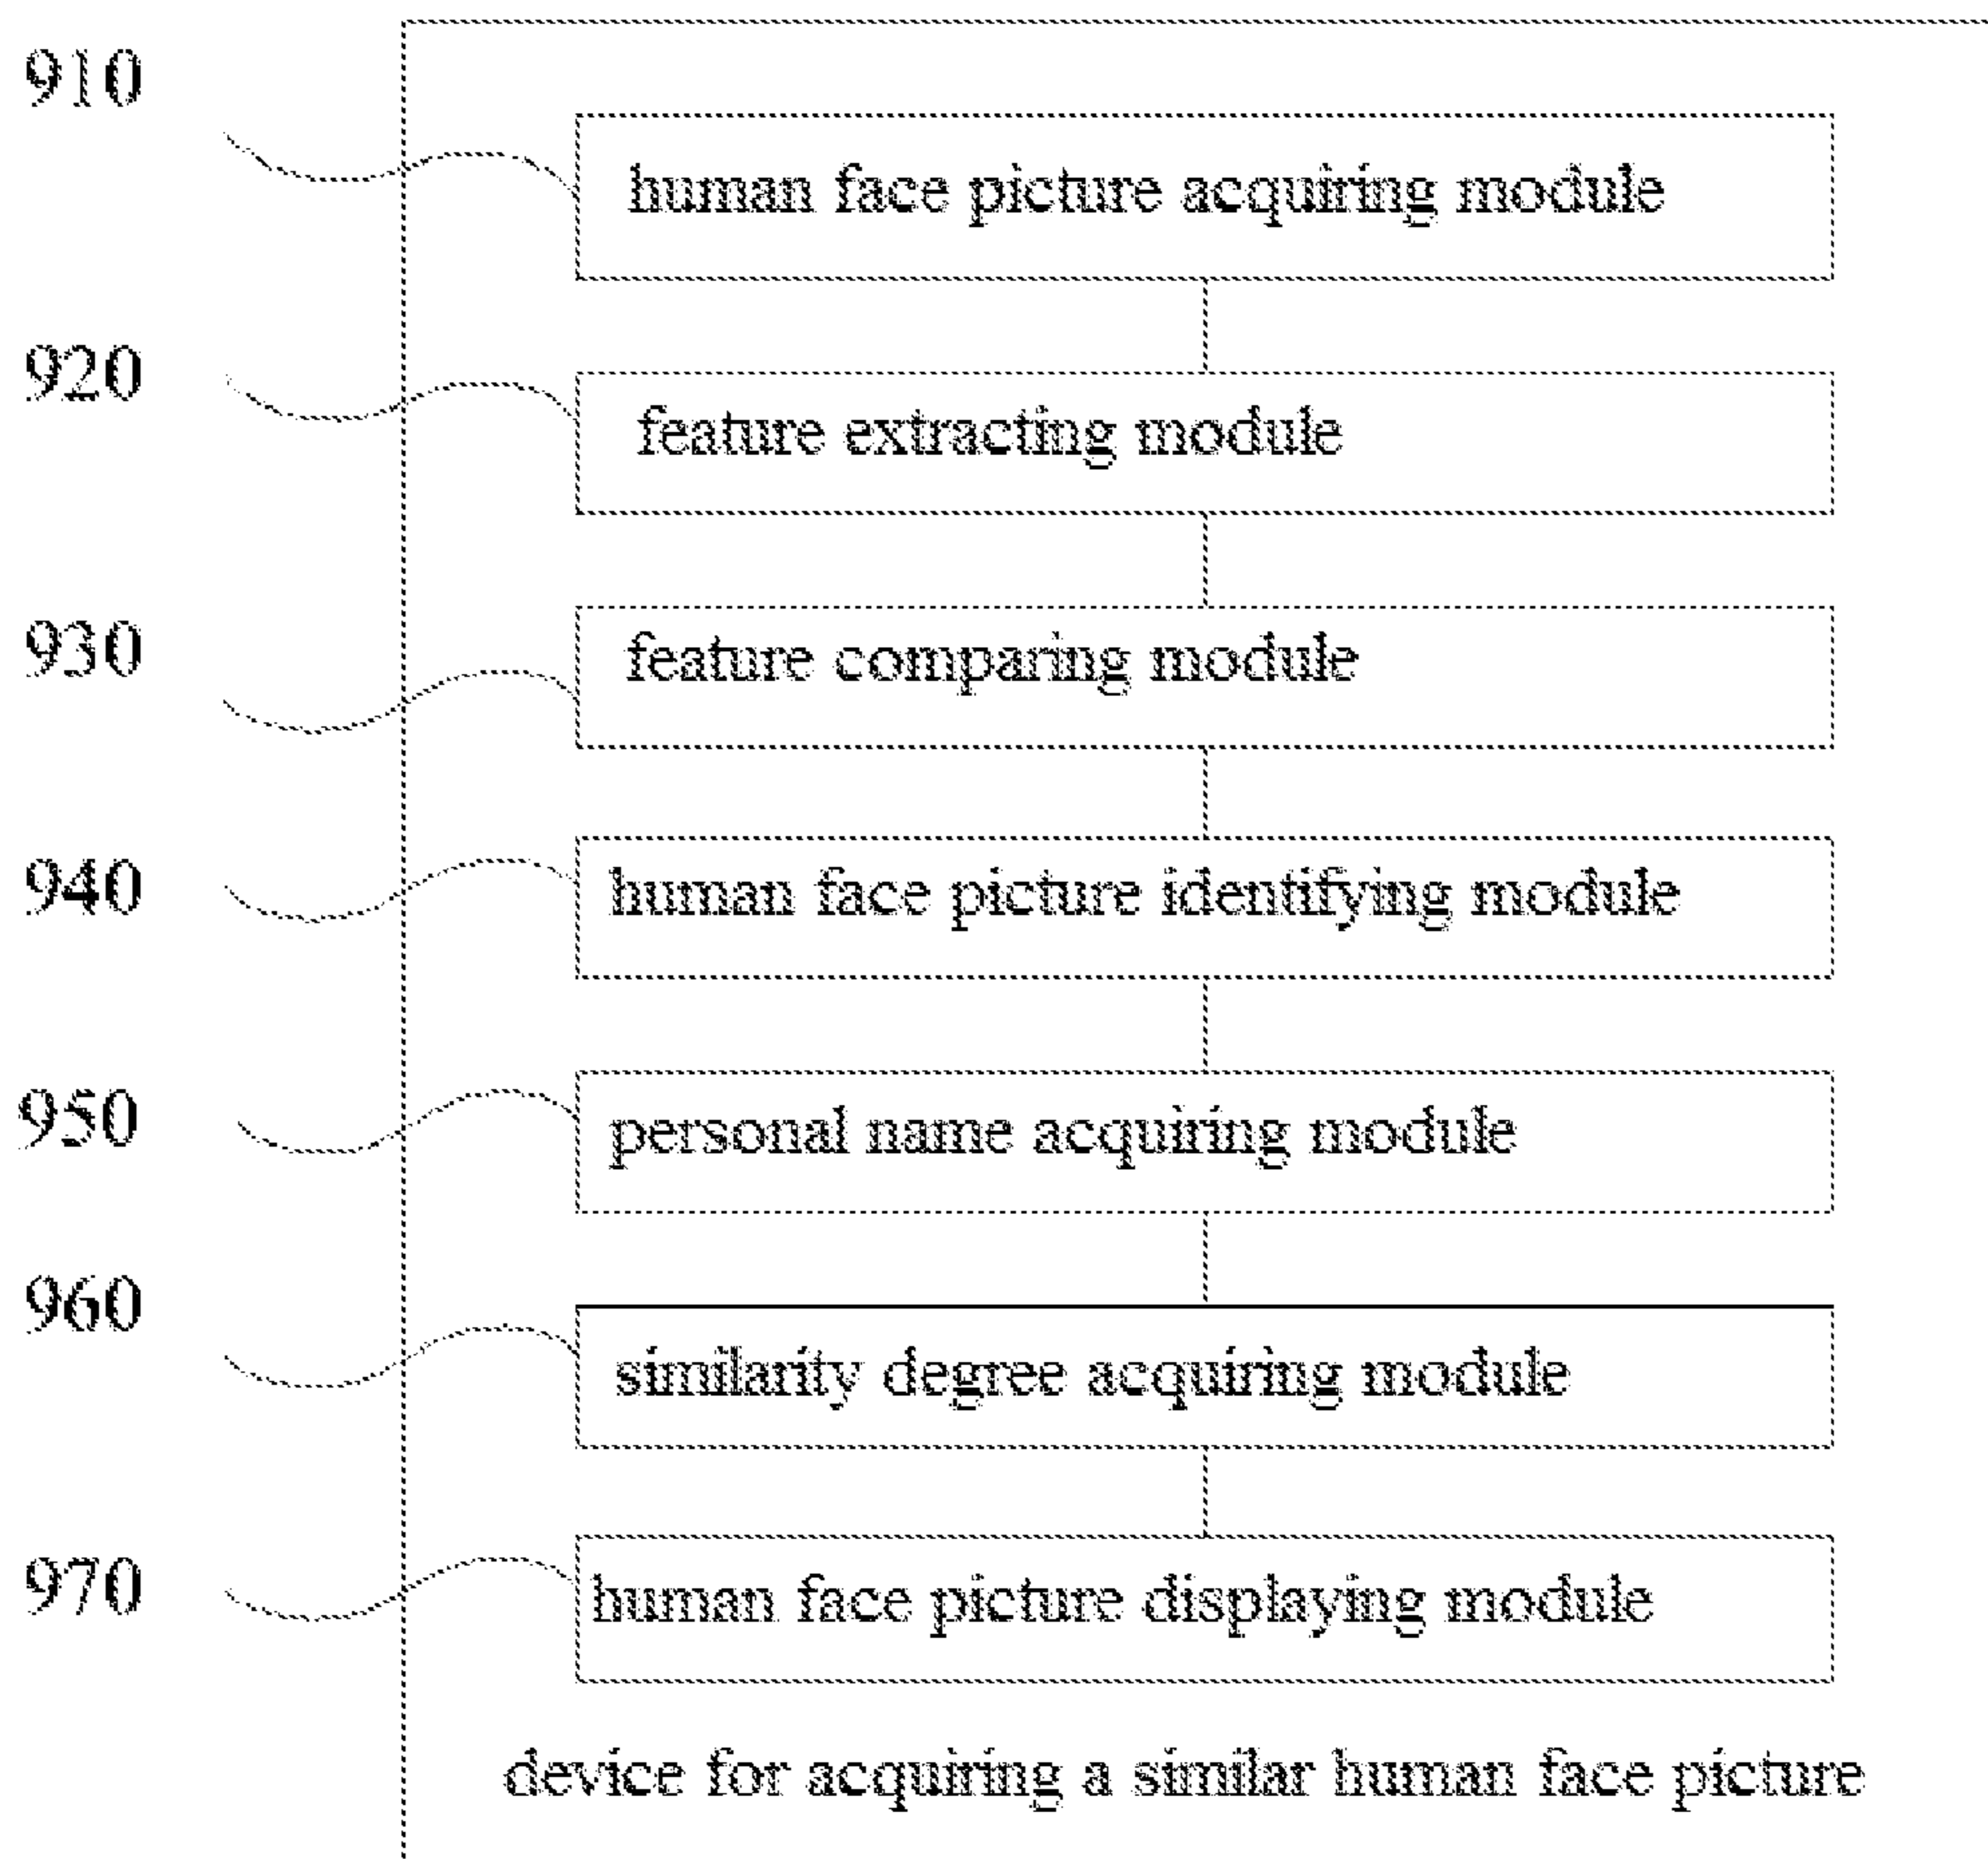 910
human face picture acquiring module
920
feature extracting module
930
feature comparing module
940
human face picture identifying module
950
personal name acquiring module
960
similarity degree acquiring module
970
human face picture displaying module
device for acquiring a similar human face picture